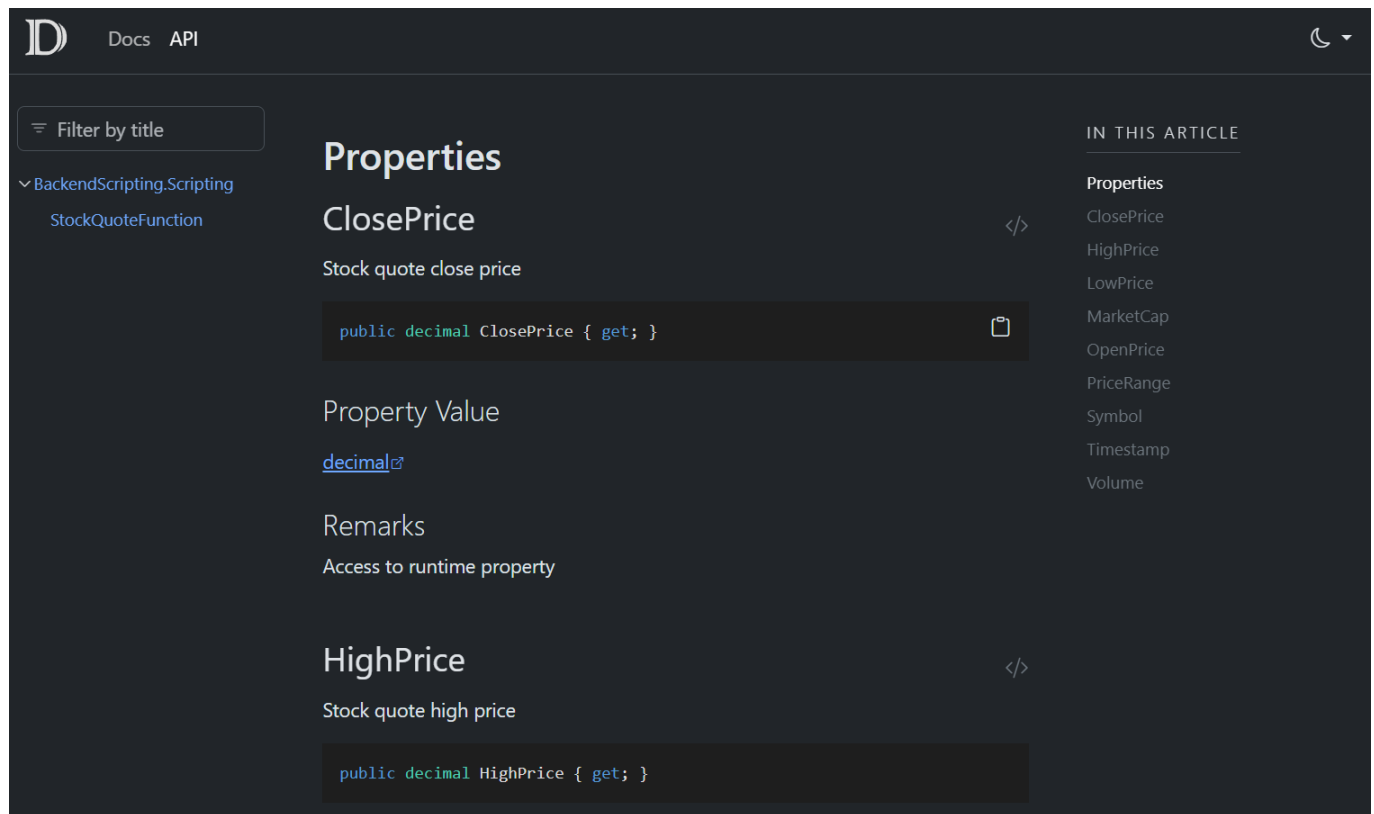 Docs API
Filter by title
BackendScripting.Scripting
StockQuoteFunction
Properties
ClosePrice
</>
Stock quote close price
public decimal ClosePrice { get; }
Property Value
decimal
Remarks
Access to runtime property
HighPrice
</>
Stock quote high price
public decimal HighPrice { get; }
IN THIS ARTICLE
Properties
ClosePrice
HighPrice
LowPrice
MarketCap
OpenPrice
PriceRange
Symbol
Timestamp
Volume